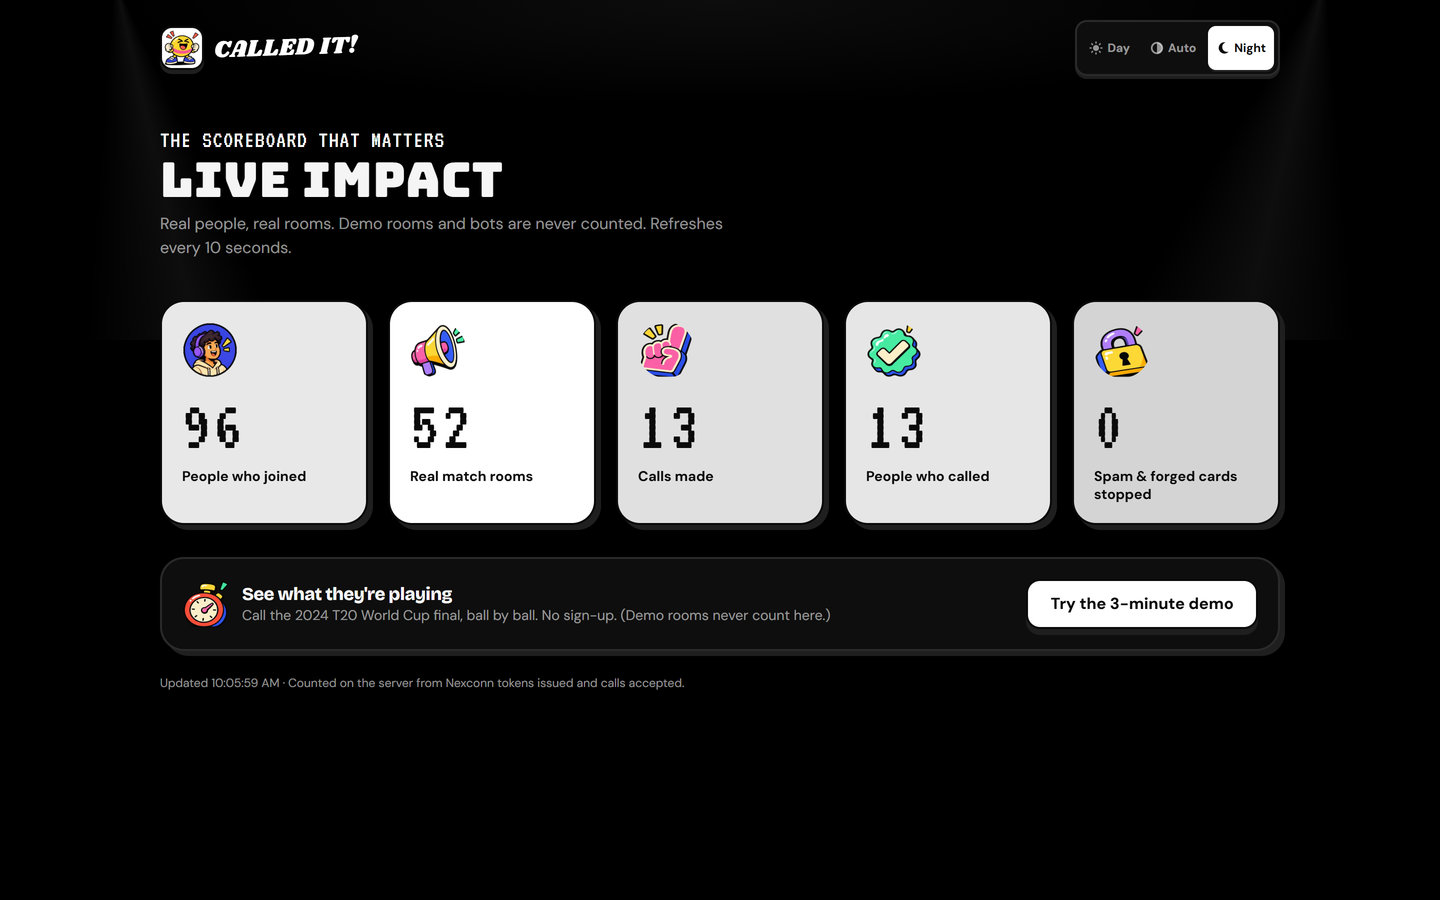 CALLED IT!
Day
Auto
Night
THE SCOREBOARD THAT MATTERS
LIVE IMPACT
Real people, real rooms. Demo rooms and bots are never counted. Refreshes
every 10 seconds.
96
People who joined
52
Real match rooms
13
Calls made
13
People who called
0
Spam & forged cards
stopped
See what they're playing
Call the 2024 T20 World Cup final, ball by ball. No sign-up. (Demo rooms never count here.)
Try the 3-minute demo
Updated 10:05:59 AM · Counted on the server from Nexconn tokens issued and calls accepted.